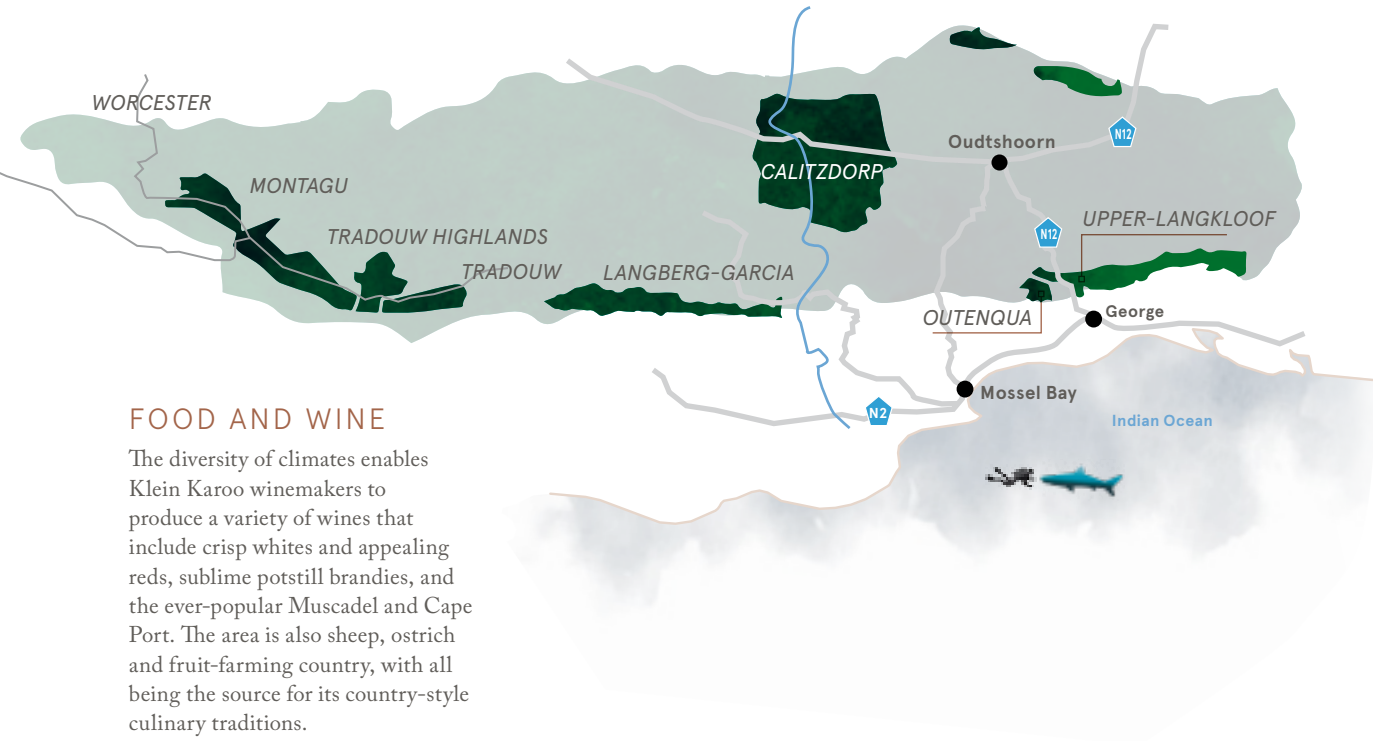 WORCESTER
N12
Oudtshoorn
CALITZDORP
MONTAGU
UPPER-LANGKLOOF
N12
TRADOUW HIGHLANDS
TRADOUW
LANGBERG-GARCIA
OUTENQUA
George
Mossel Bay
N2
Indian Ocean
FOOD AND WINE
The diversity of climates enables
Klein Karoo winemakers to
produce a variety of wines that
include crisp whites and appealing
reds, sublime potstill brandies, and
the ever-popular Muscadel and Cape
Port. The area is also sheep, ostrich
and fruit-farming country, with all
being the source for its country-style
culinary traditions.